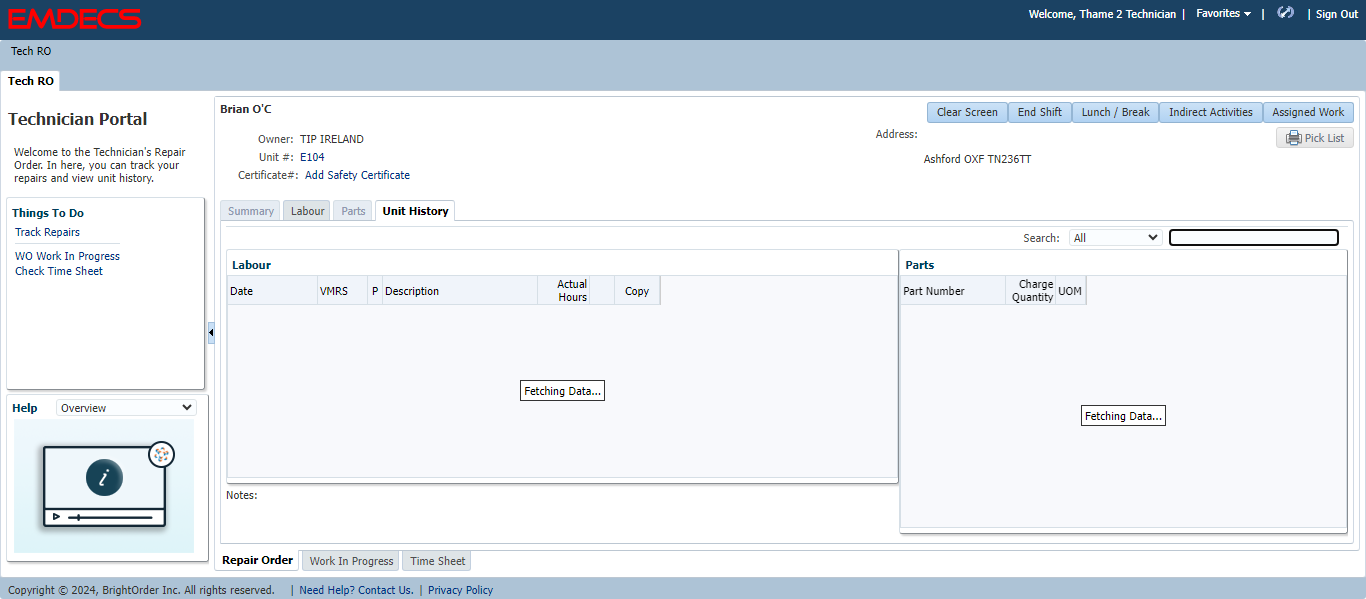 EMDECS
Welcome, Thame 2 Technician | Favorites | | Sign Out
Tech RO
Tech RO
Technician Portal
Welcome to the Technician's Repair
Order. In here, you can track your
repairs and view unit history.
Things To Do
Track Repairs
WO Work In Progress
Check Time Sheet
Help
Overview
i
Brian O'C
Clear Screen
End Shift
Lunch / Break
Indirect Activities
Assigned Work
Owner: TIP IRELAND
Unit #: E104
Certificate#: Add Safety Certificate
Address:
Ashford OXF TN236TT
Pick List
Summary
Labour
Parts
Unit History
Search: All
Labour
Date
VMRS
P
Description
Actual
Hours
Copy
Fetching Data...
Notes:
Parts
Part Number
Charge
Quantity
UOM
Fetching Data...
Repair Order
Work In Progress
Time Sheet
Copyright © 2024, BrightOrder Inc. All rights reserved. | Need Help? Contact Us. | Privacy Policy